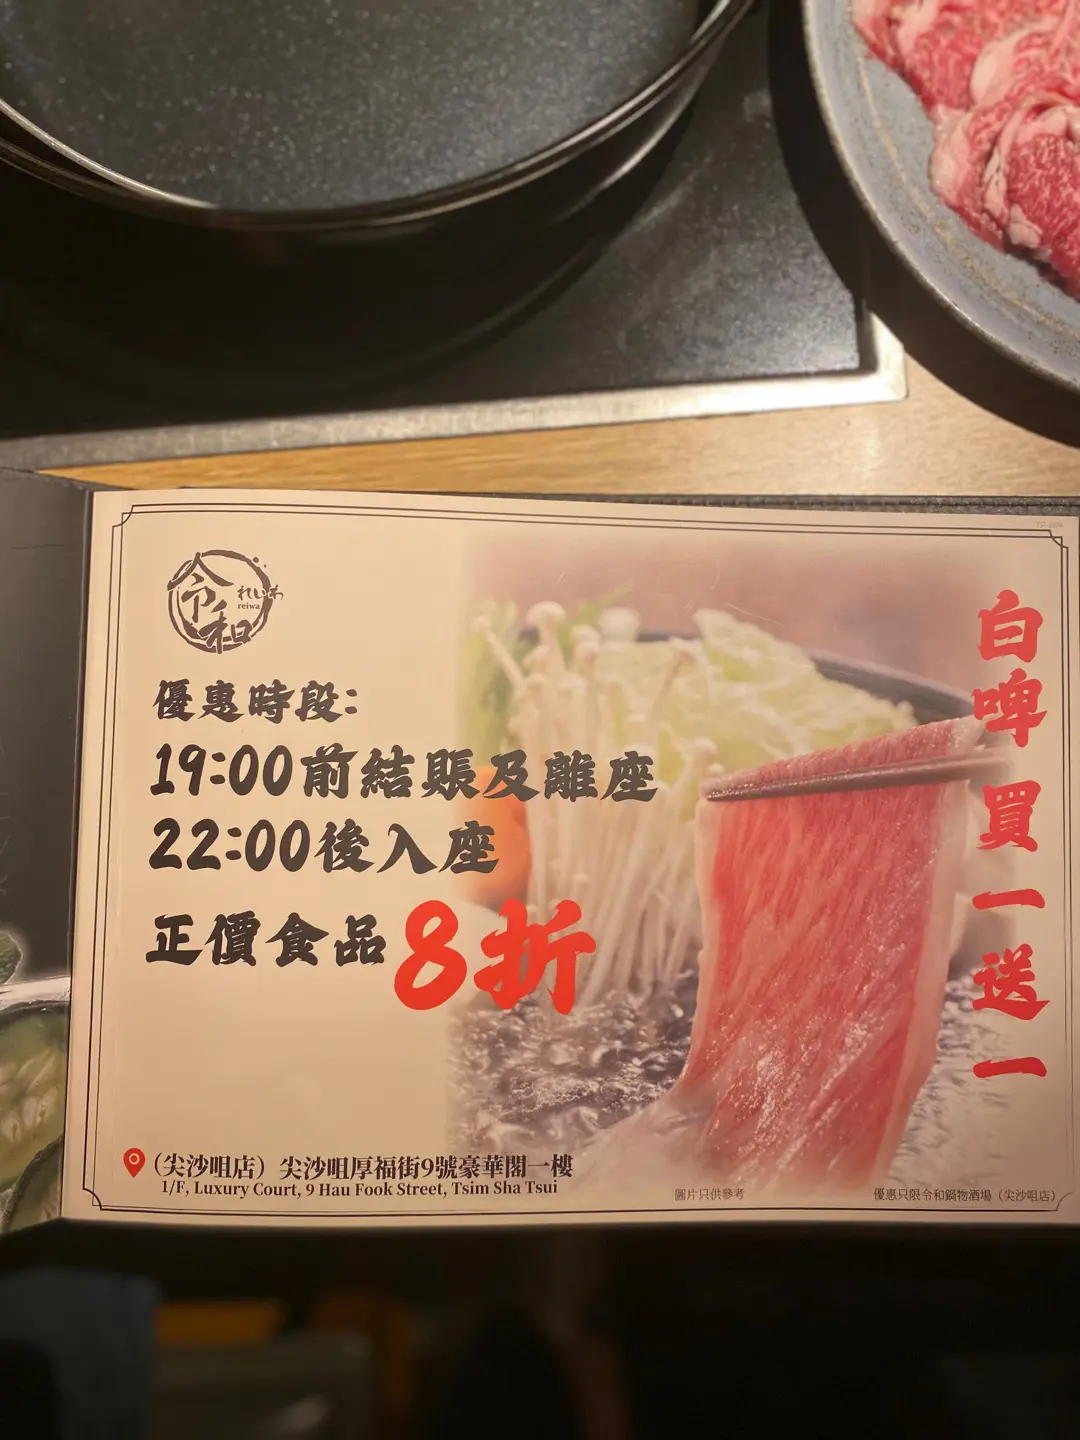 令和
れいわ
reiwa
優惠時段:
19:00前結賬及離座
22:00後入座
正價食品8折
白啤買一送一
(尖沙咀店) 尖沙咀厚福街9號豪華閣一樓
1/F, Luxury Court, 9 Hau Fook Street, Tsim Sha Tsui
圖片只供參考
優惠只限令和鍋物酒場 (尖沙咀店)